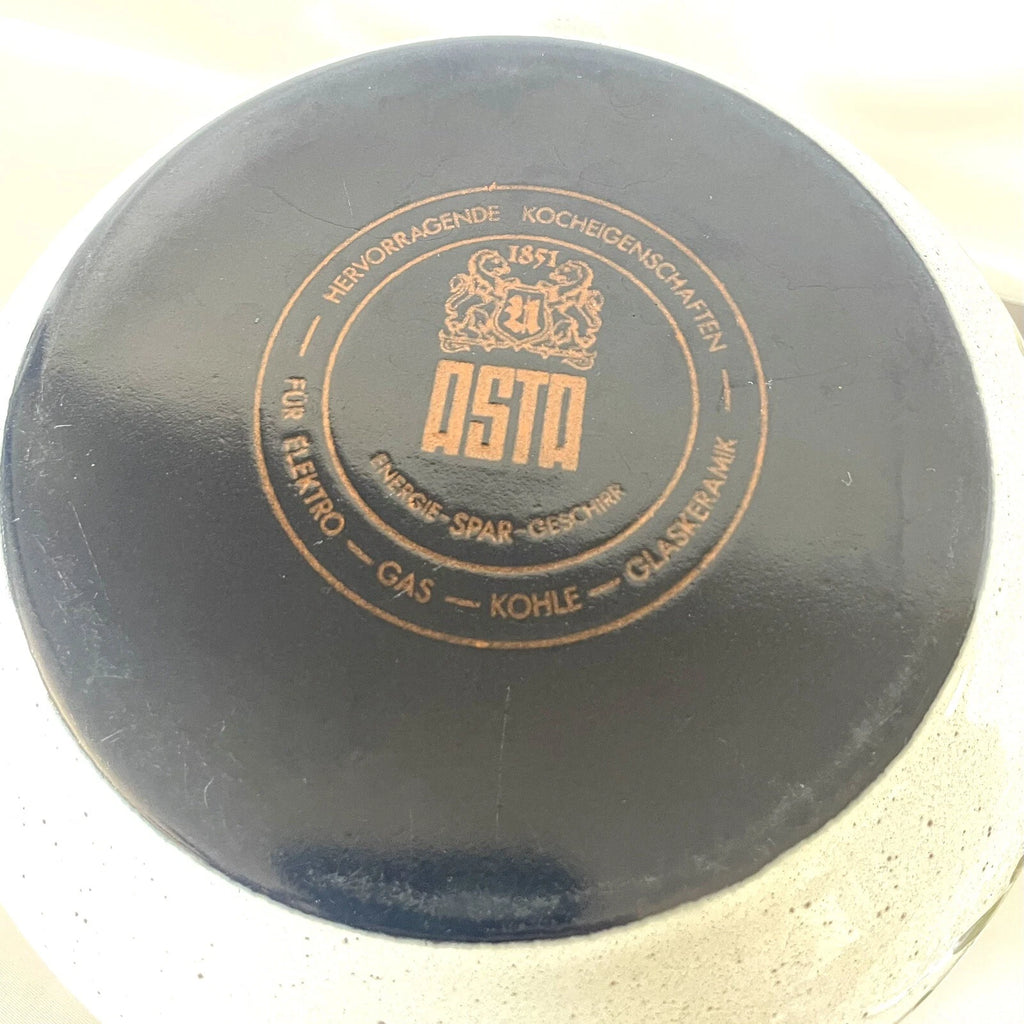 HERVORRAGENDE KOCHEIGENSCHAFTEN
1851
U
ASTA
ENERGIE-SPAR-GESCHIRR
FÜR ELEKTRO — GAS — KOHLE — GLASKERAMIK